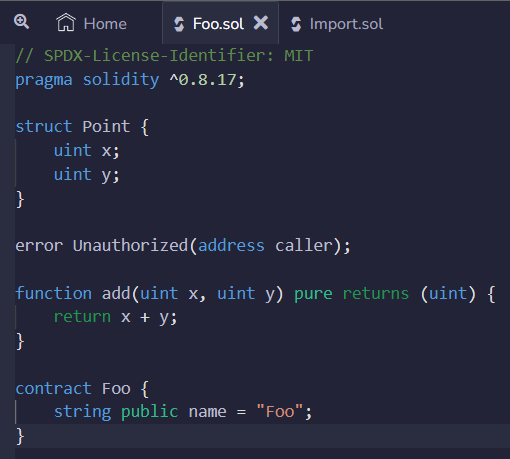 Home Foo.sol Import.sol
// SPDX-License-Identifier: MIT
pragma solidity ^0.8.17;
struct Point {
    uint x;
    uint y;
}
error Unauthorized(address caller);
function add(uint x, uint y) pure returns (uint) {
    return x + y;
}
contract Foo {
    string public name = "Foo";
}